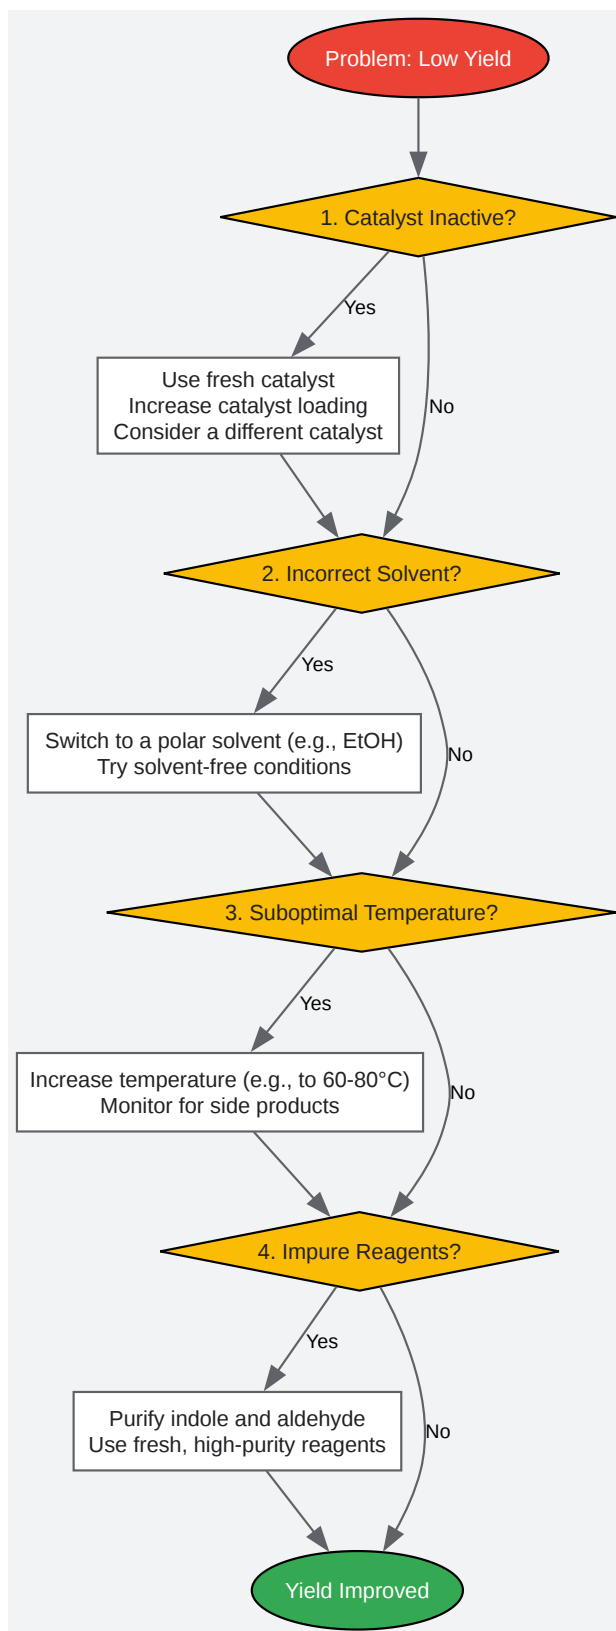 Problem: Low Yield
1. Catalyst Inactive?
Yes
Use fresh catalyst
Increase catalyst loading
Consider a different catalyst
No
2. Incorrect Solvent?
Yes
Switch to a polar solvent (e.g., EtOH)
Try solvent-free conditions
No
3. Suboptimal Temperature?
Yes
Increase temperature (e.g., to 60-80°C)
Monitor for side products
No
4. Impure Reagents?
Yes
Purify indole and aldehyde
Use fresh, high-purity reagents
No
Yield Improved